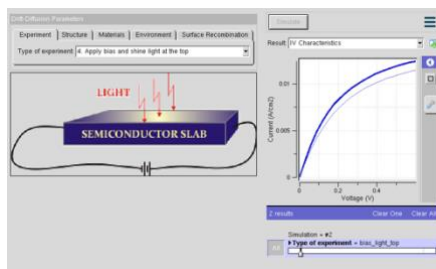 Drift-Diffusion Parameters
Experiment Structure Materials Environment Surface Recombination
Type of experiment: 4. Apply bias and shine light at the top
LIGHT
SEMICONDUCTOR SLAB
Simulate
Result: IV Characteristics
Current (A/cm2)
0.01
0.005
0
0 0.2 0.4
Voltage (V)
2 results Clear One Clear All
Simulation = #2
All
Type of experiment = bias_light_top